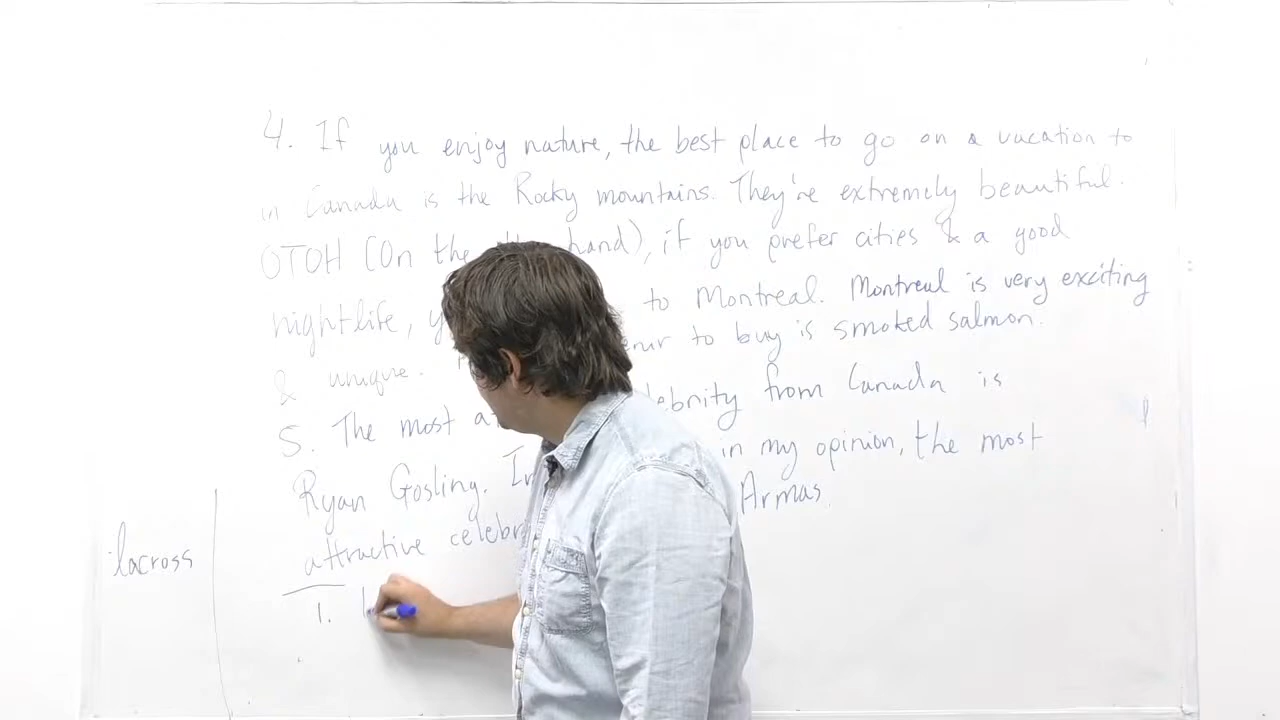 4. If you enjoy nature, the best place to go on a vacation to
in Canada is the Rocky mountains. They're extremely beautiful.
OTOH (On the hand), if you prefer cities & a good
nightlife, to Montreal. Montreal is very exciting
& unique. to buy is smoked salmon.
5. The most from Canada is
Ryan Gosling. in my opinion, the most
attractive Armas
lacross
1.